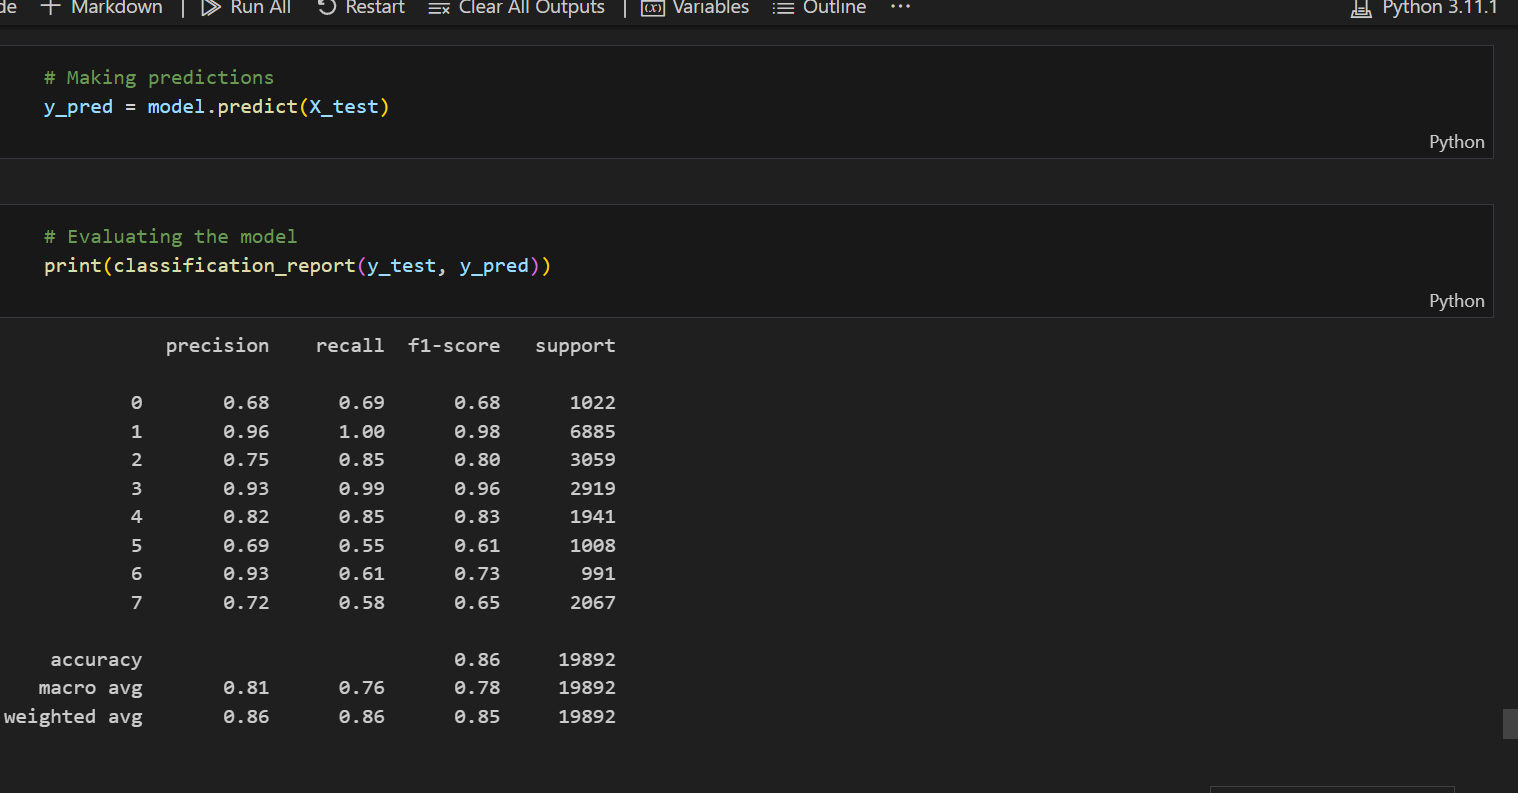 de + Markdown | Run All Restart Clear All Outputs | Variables Outline ... Python 3.11.1
# Making predictions
y_pred = model.predict(X_test)
Python
# Evaluating the model
print(classification_report(y_test, y_pred))
Python
precision recall f1-score support
0 0.68 0.69 0.68 1022
1 0.96 1.00 0.98 6885
2 0.75 0.85 0.80 3059
3 0.93 0.99 0.96 2919
4 0.82 0.85 0.83 1941
5 0.69 0.55 0.61 1008
6 0.93 0.61 0.73 991
7 0.72 0.58 0.65 2067
accuracy 0.86 19892
macro avg 0.81 0.76 0.78 19892
weighted avg 0.86 0.86 0.85 19892